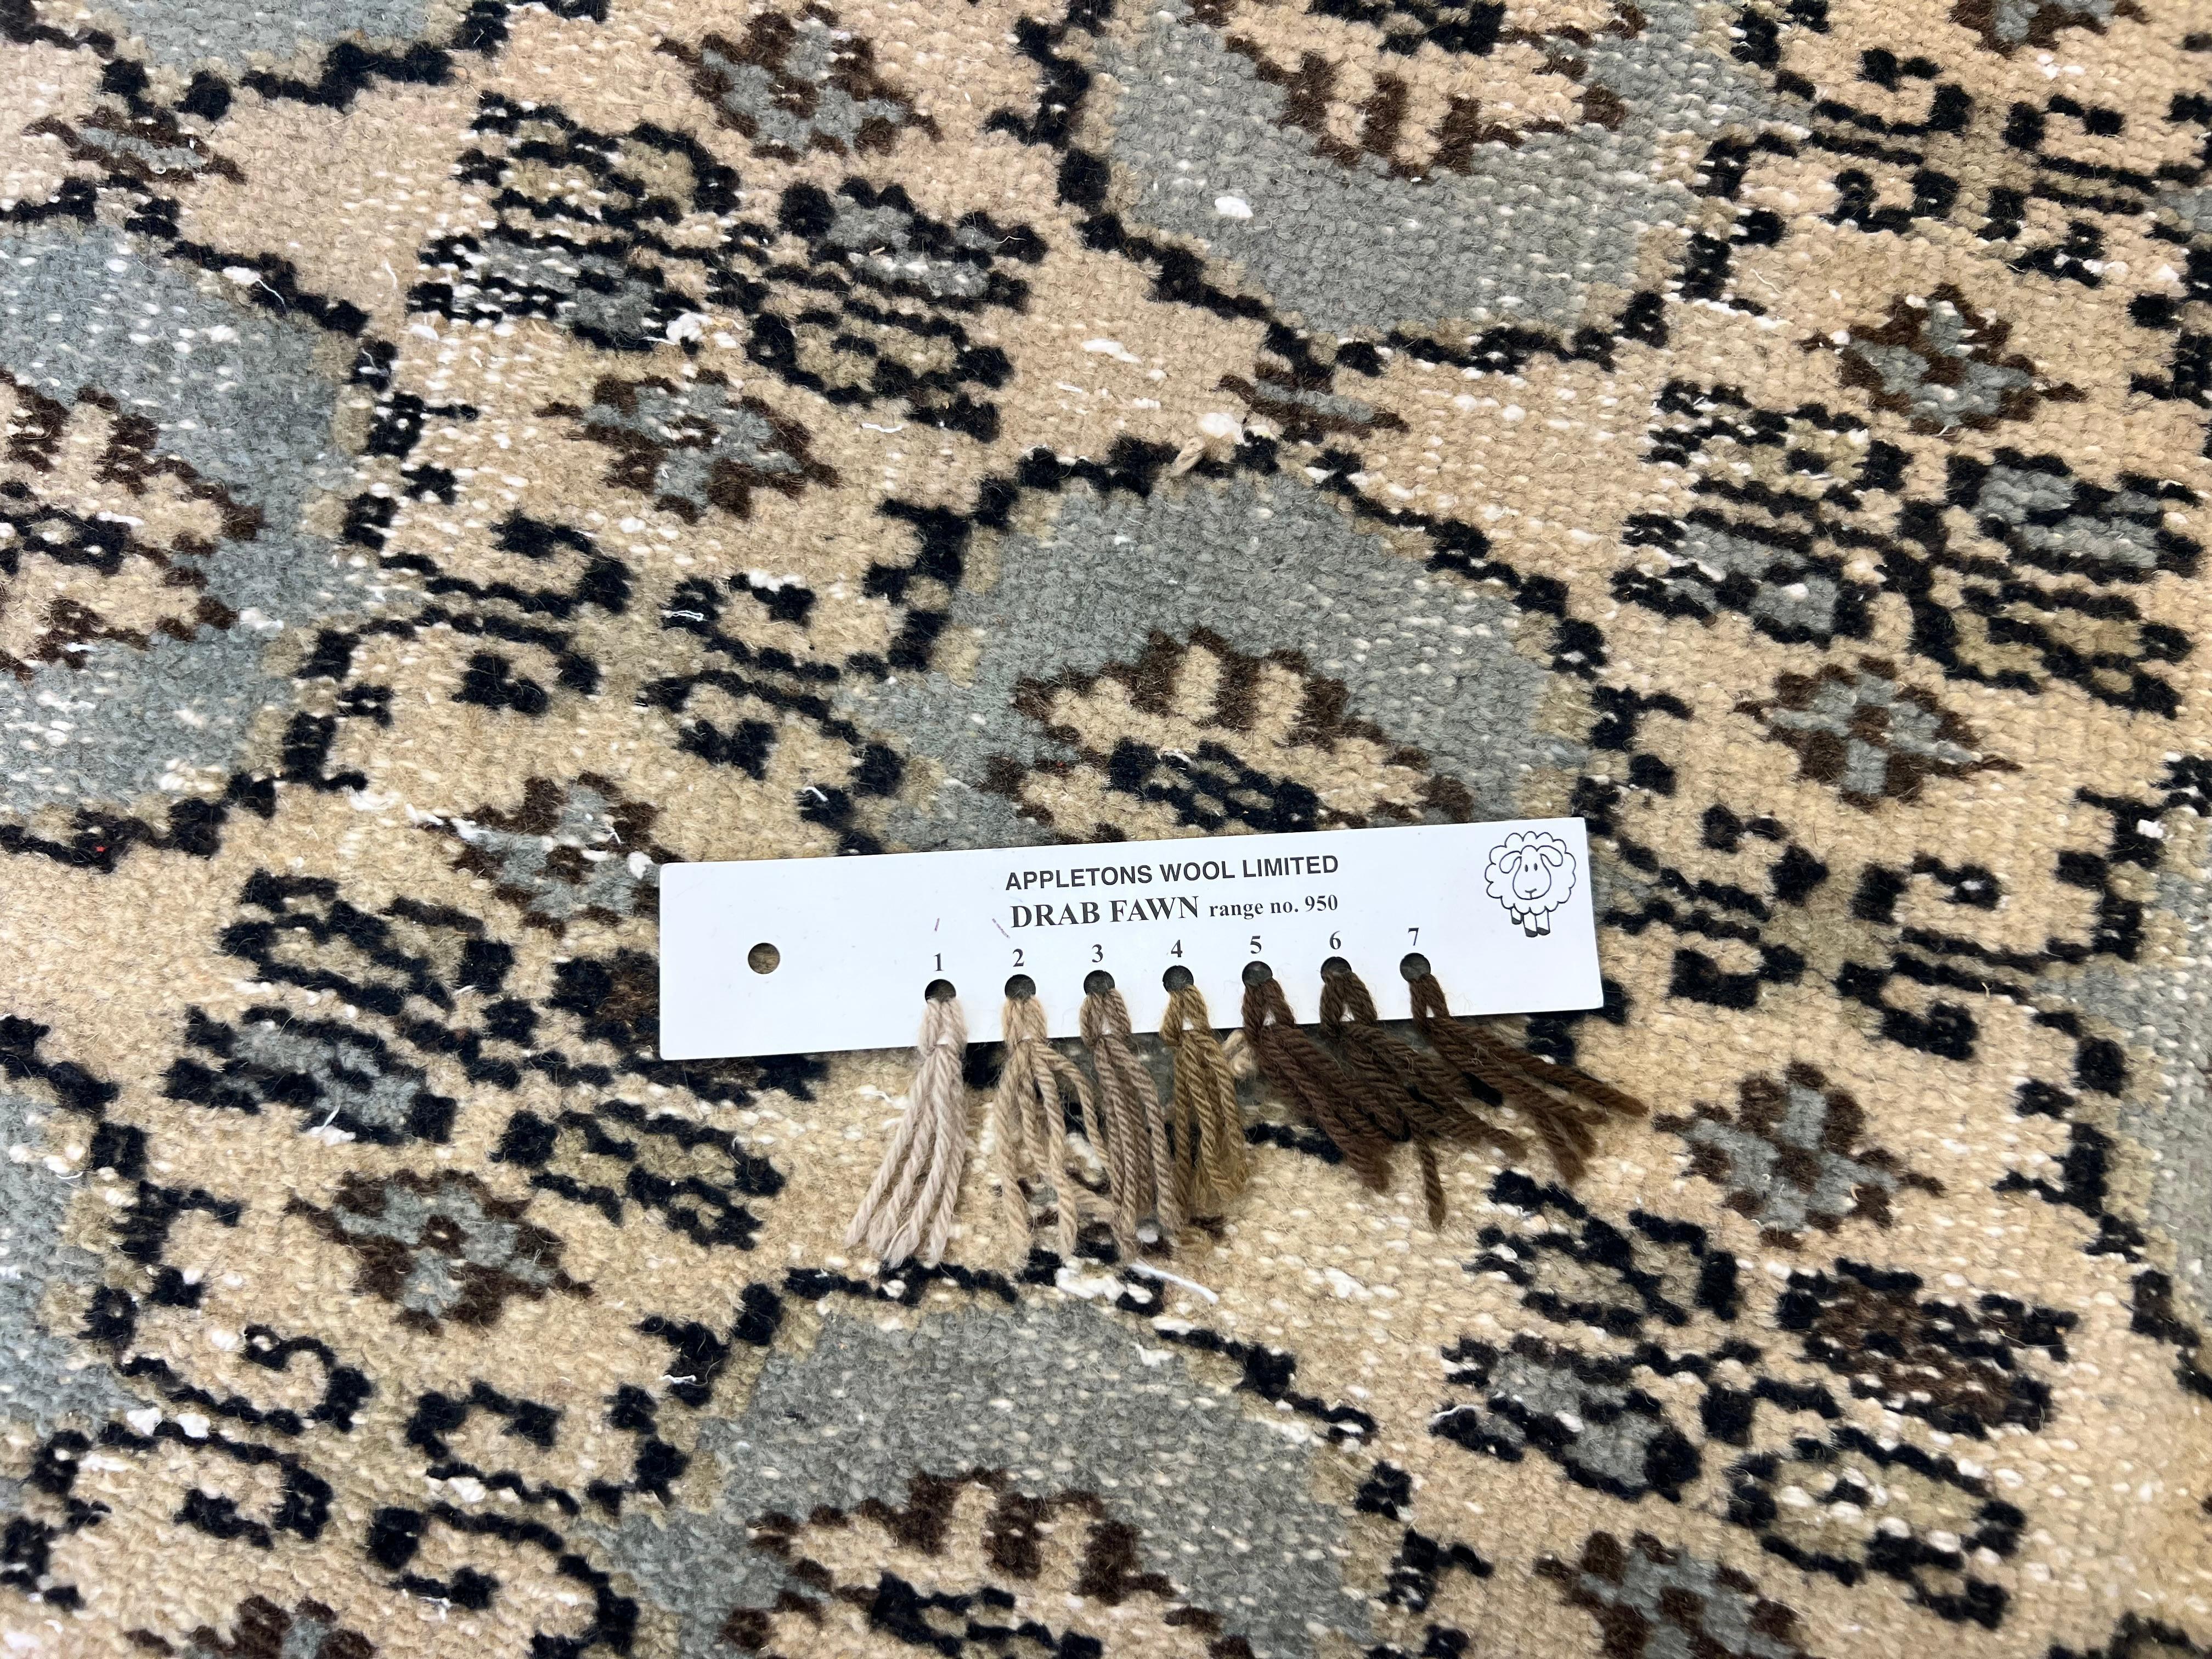 APPLETONS WOOL LIMITED
DRAB FAWN range no. 950
1 2 3 4 5 6 7